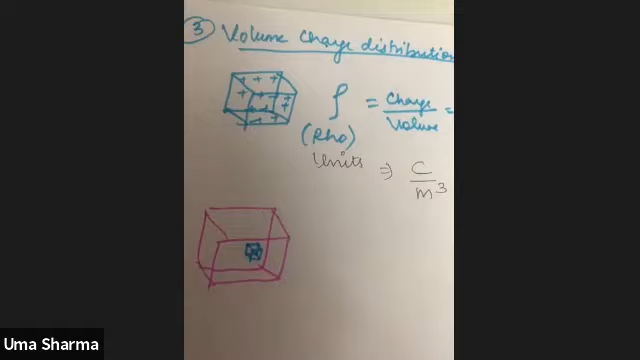 ③ Volume charge distribution
ρ = Charge / Volume =
(Rho)
Units ⇒ C / m³
Uma Sharma